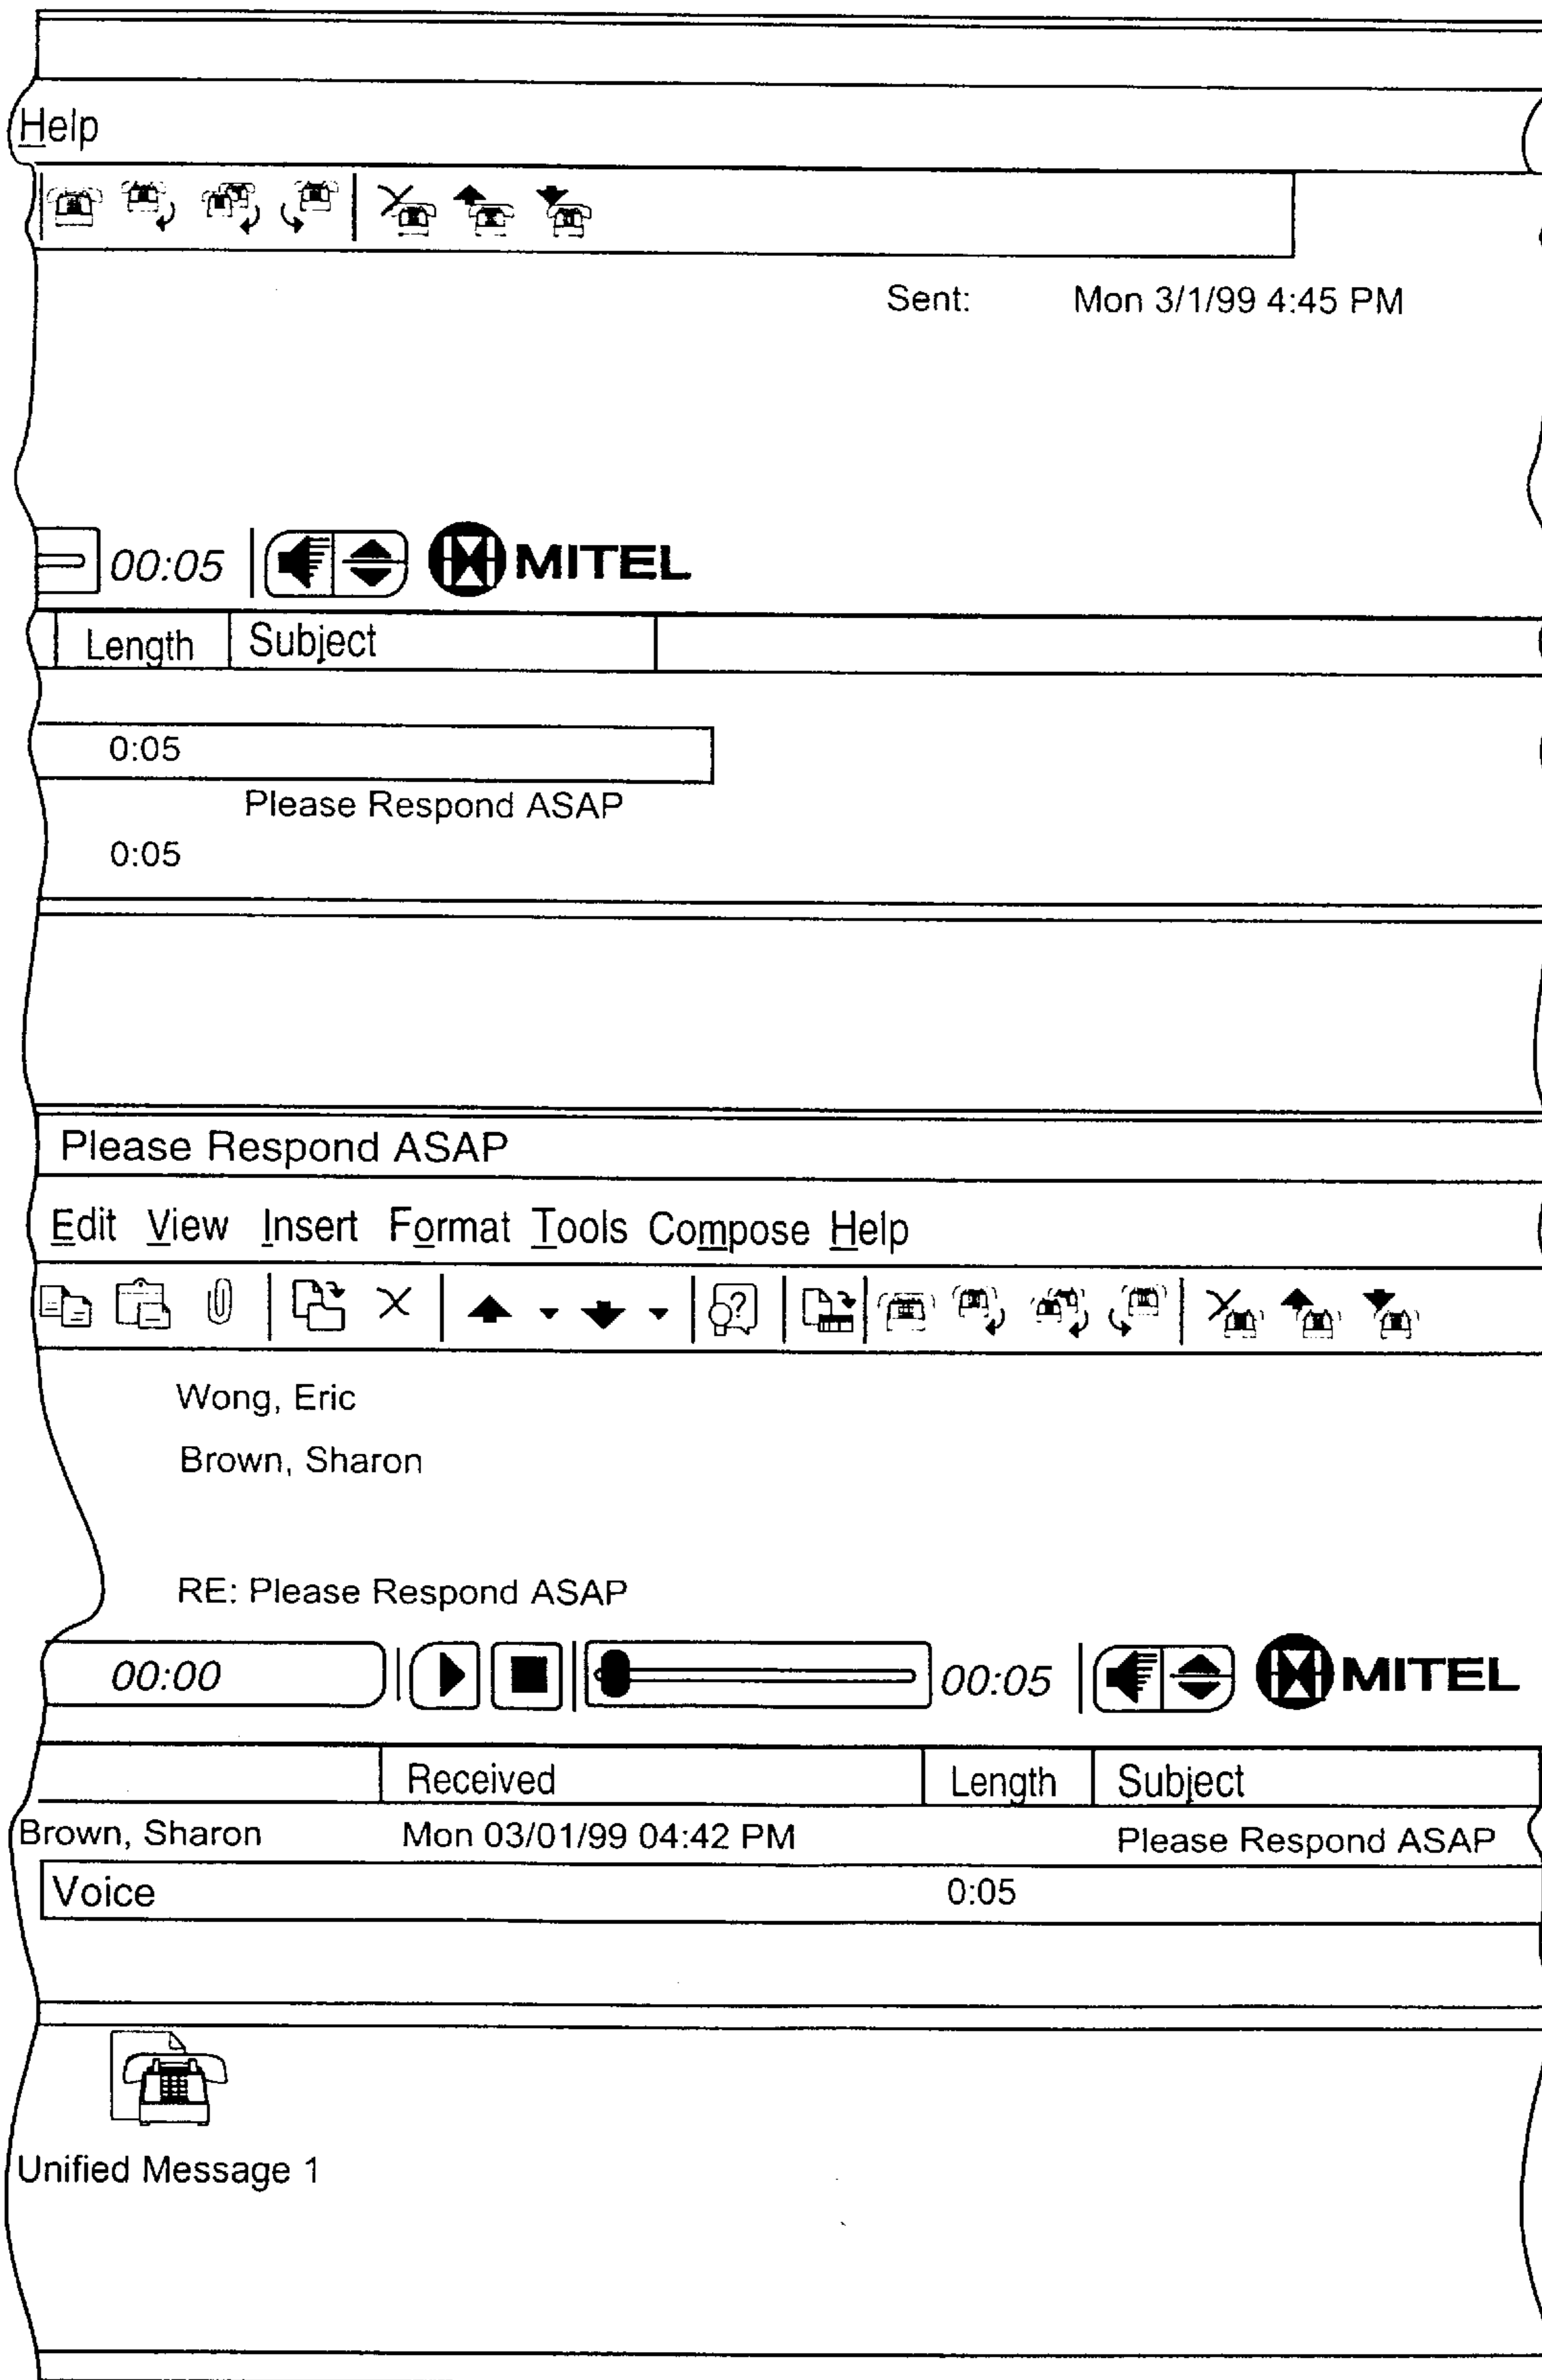 Help
Sent: Mon 3/1/99 4:45 PM
00:05 MITEL
Length Subject
0:05
Please Respond ASAP
0:05
Please Respond ASAP
Edit View Insert Format Tools Compose Help
Wong, Eric
Brown, Sharon
RE: Please Respond ASAP
00:00 00:05 MITEL
Received Length Subject
Brown, Sharon Mon 03/01/99 04:42 PM Please Respond ASAP
Voice 0:05
Unified Message 1